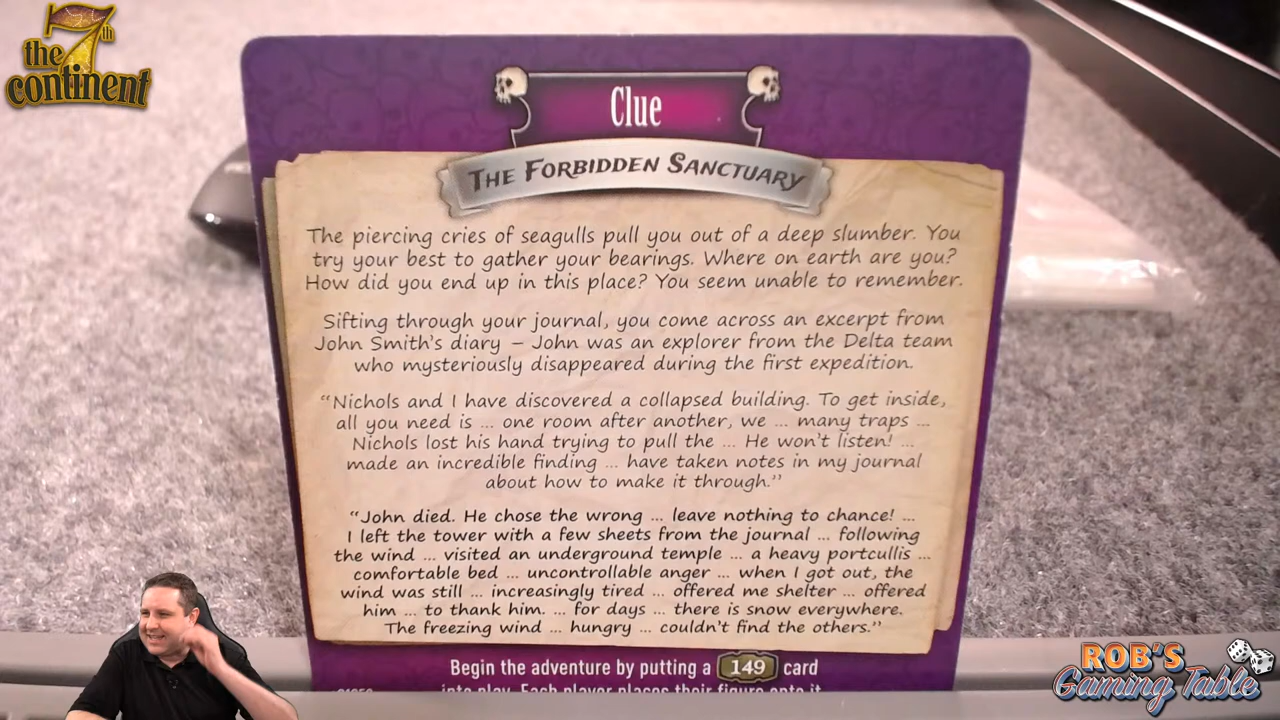 the 7th
continent
Clue
THE FORBIDDEN SANCTUARY
The piercing cries of seagulls pull you out of a deep slumber. You
try your best to gather your bearings. Where on earth are you?
How did you end up in this place? You seem unable to remember.
Sifting through your journal, you come across an excerpt from
John Smith's diary – John was an explorer from the Delta team
who mysteriously disappeared during the first expedition.
"Nichols and I have discovered a collapsed building. To get inside,
all you need is ... one room after another, we ... many traps ...
Nichols lost his hand trying to pull the ... He won't listen! ...
made an incredible finding ... have taken notes in my journal
about how to make it through."
"John died. He chose the wrong ... leave nothing to chance! ...
I left the tower with a few sheets from the journal ... following
the wind ... visited an underground temple ... a heavy portcullis ...
comfortable bed ... uncontrollable anger ... when I got out, the
wind was still ... increasingly tired ... offered me shelter ... offered
him ... to thank him. ... for days ... there is snow everywhere.
The freezing wind ... hungry ... couldn't find the others."
Begin the adventure by putting a 149 card
into play. Each player places their figure onto it
ROB'S
Gaming Table